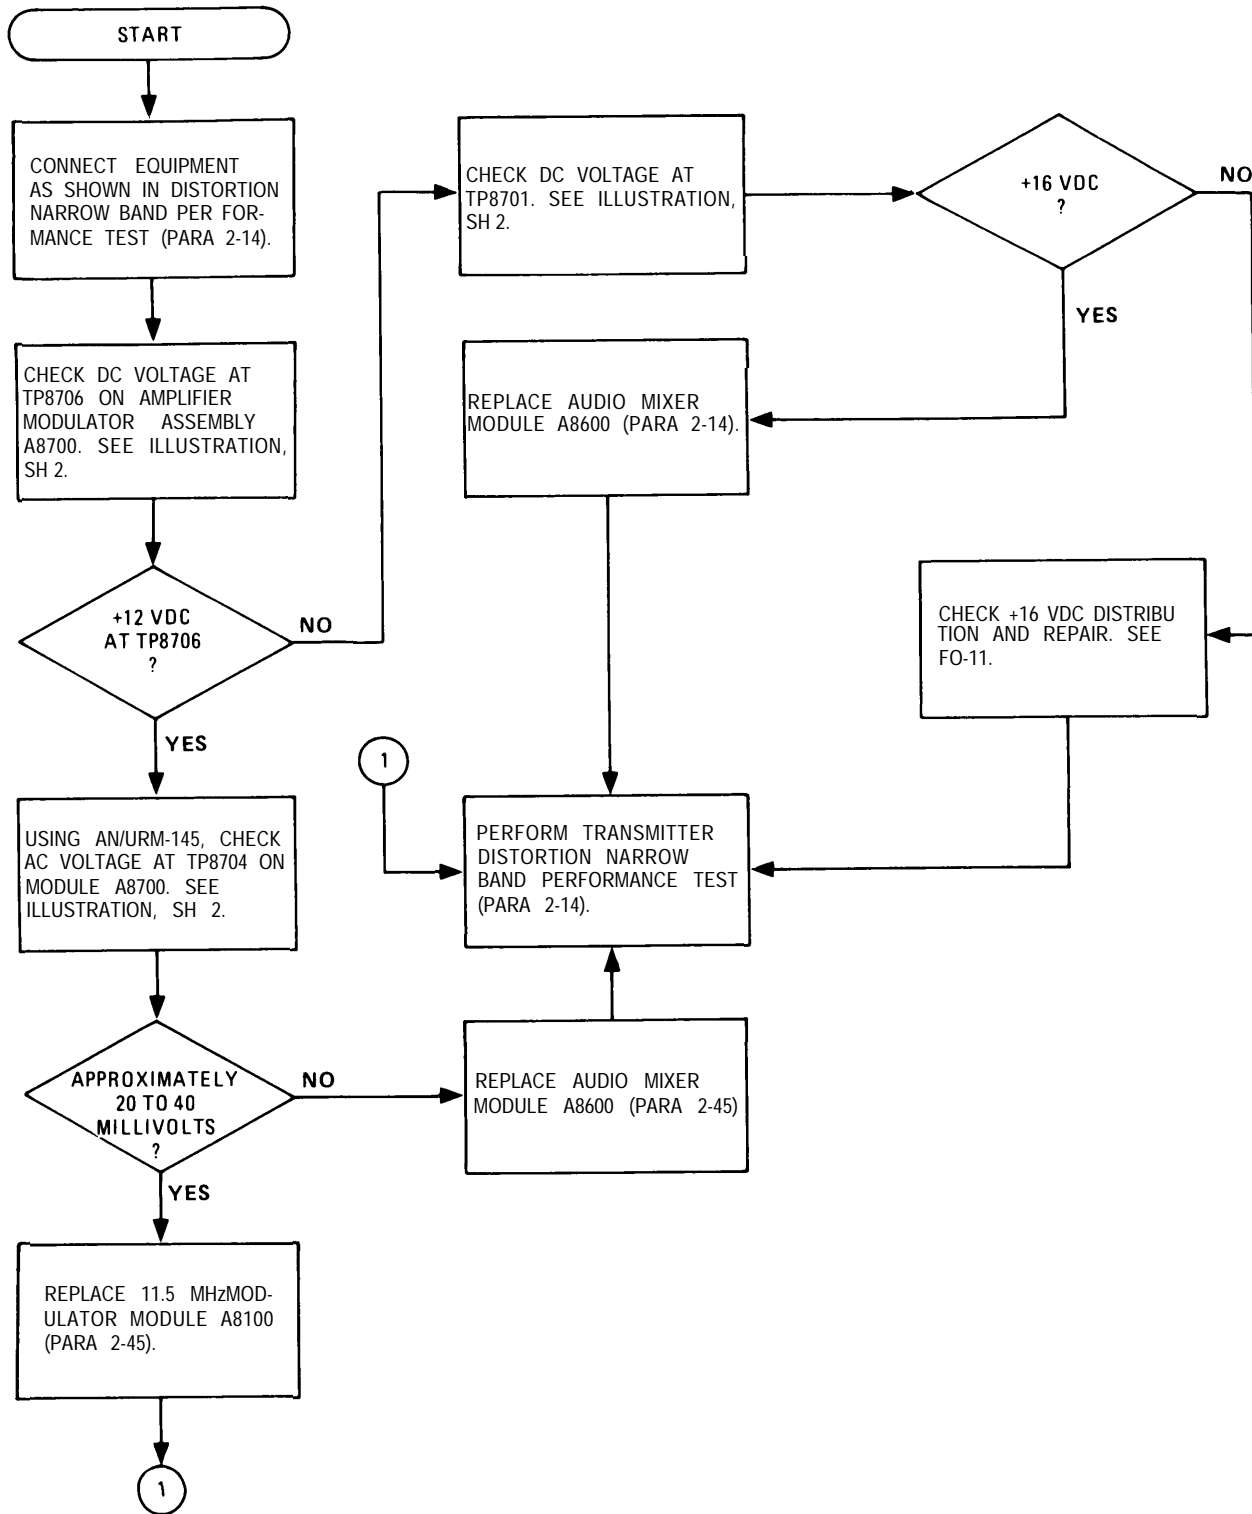 START
CONNECT EQUIPMENT
AS SHOWN IN DISTORTION
NARROW BAND PER FOR-
MANCE TEST (PARA 2-14).
CHECK DC VOLTAGE AT
TP8706 ON AMPLIFIER
MODULATOR ASSEMBLY
A8700. SEE ILLUSTRATION,
SH 2.
+12 VDC
AT TP8706
?
NO
YES
USING AN/URM-145, CHECK
AC VOLTAGE AT TP8704 ON
MODULE A8700. SEE
ILLUSTRATION, SH 2.
APPROXIMATELY
20 TO 40
MILLIVOLTS
?
NO
YES
REPLACE 11.5 MHzMOD-
ULATOR MODULE A8100
(PARA 2-45).
1
CHECK DC VOLTAGE AT
TP8701. SEE ILLUSTRATION,
SH 2.
+16 VDC
?
NO
YES
REPLACE AUDIO MIXER
MODULE A8600 (PARA 2-14).
CHECK +16 VDC DISTRIBU
TION AND REPAIR. SEE
FO-11.
1
PERFORM TRANSMITTER
DISTORTION NARROW
BAND PERFORMANCE TEST
(PARA 2-14).
REPLACE AUDIO MIXER
MODULE A8600 (PARA 2-45)